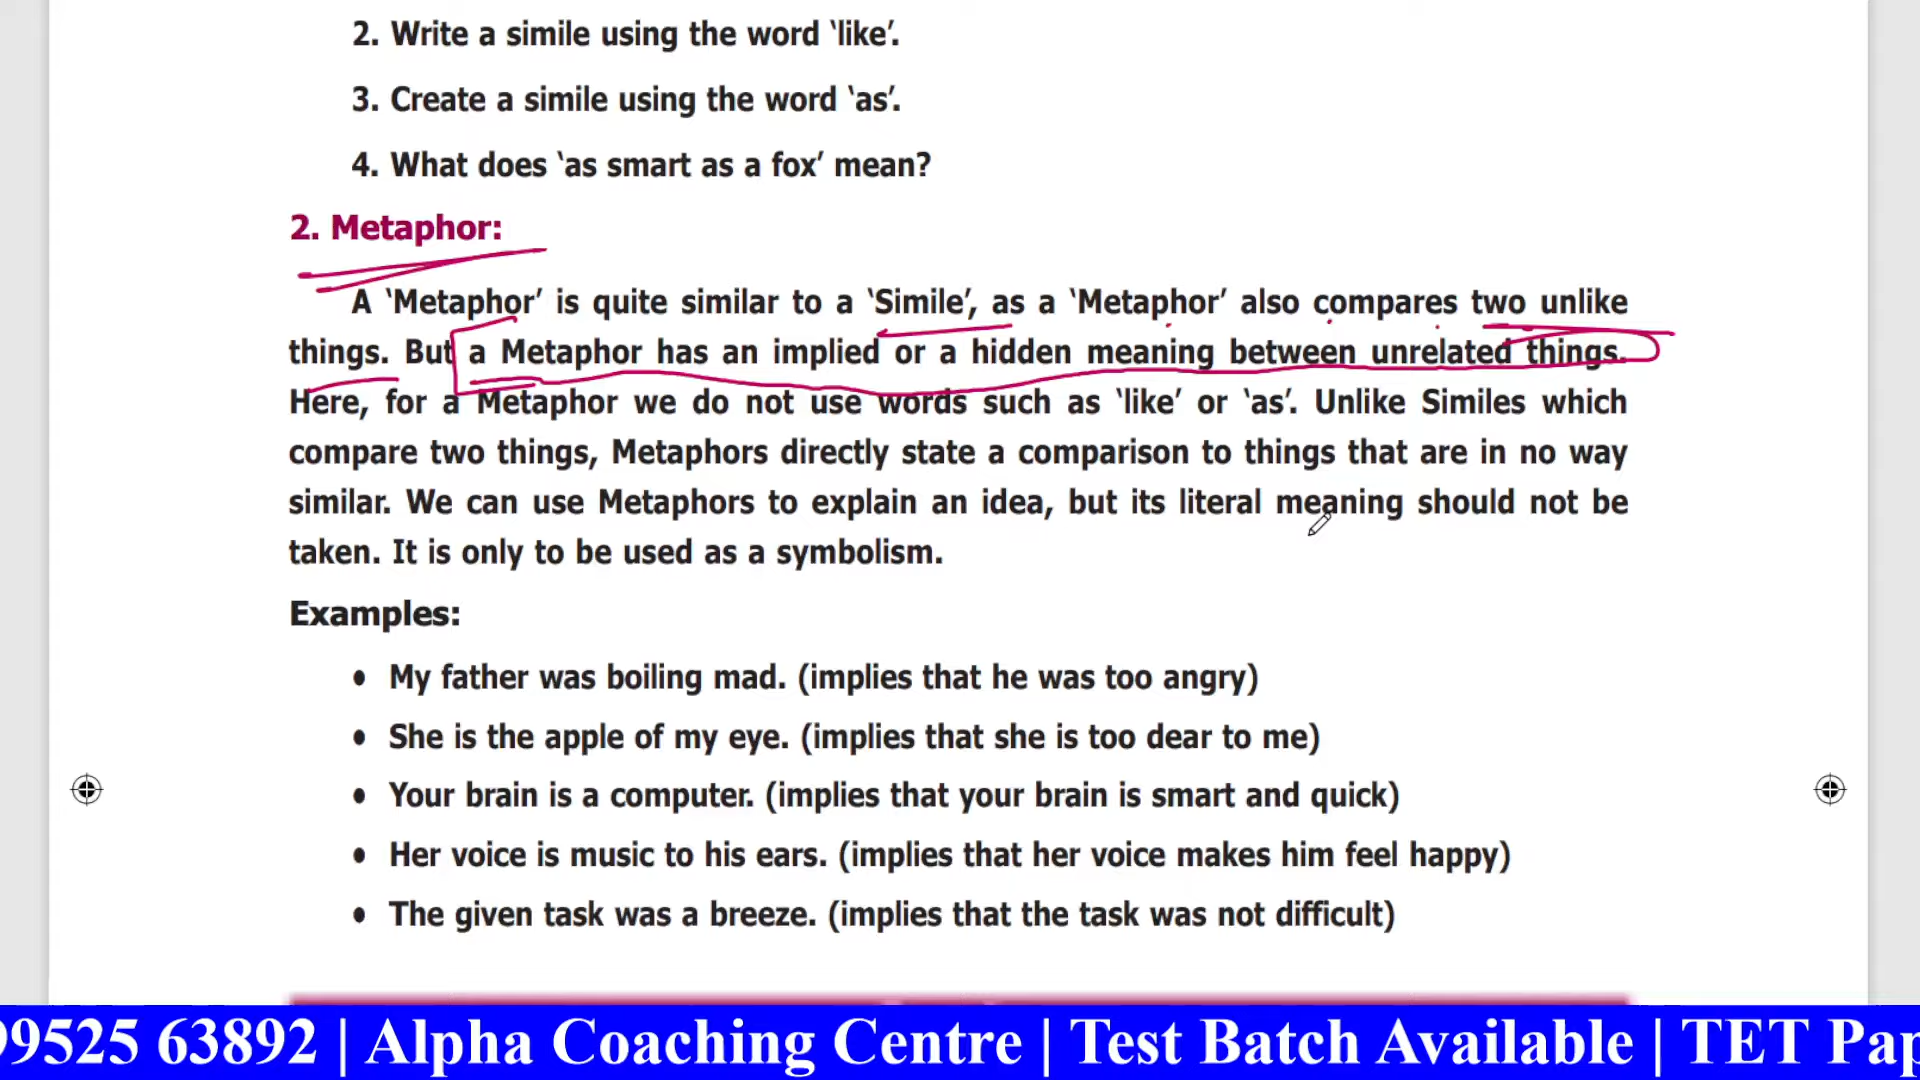 2. Write a simile using the word ‘like’.
3. Create a simile using the word ‘as’.
4. What does ‘as smart as a fox’ mean?
2. Metaphor:
A ‘Metaphor’ is quite similar to a ‘Simile’, as a ‘Metaphor’ also compares two unlike
things. But a Metaphor has an implied or a hidden meaning between unrelated things.
Here, for a Metaphor we do not use words such as ‘like’ or ‘as’. Unlike Similes which
compare two things, Metaphors directly state a comparison to things that are in no way
similar. We can use Metaphors to explain an idea, but its literal meaning should not be
taken. It is only to be used as a symbolism.
Examples:
• My father was boiling mad. (implies that he was too angry)
• She is the apple of my eye. (implies that she is too dear to me)
• Your brain is a computer. (implies that your brain is smart and quick)
• Her voice is music to his ears. (implies that her voice makes him feel happy)
• The given task was a breeze. (implies that the task was not difficult)
99525 63892 | Alpha Coaching Centre | Test Batch Available | TET Pap